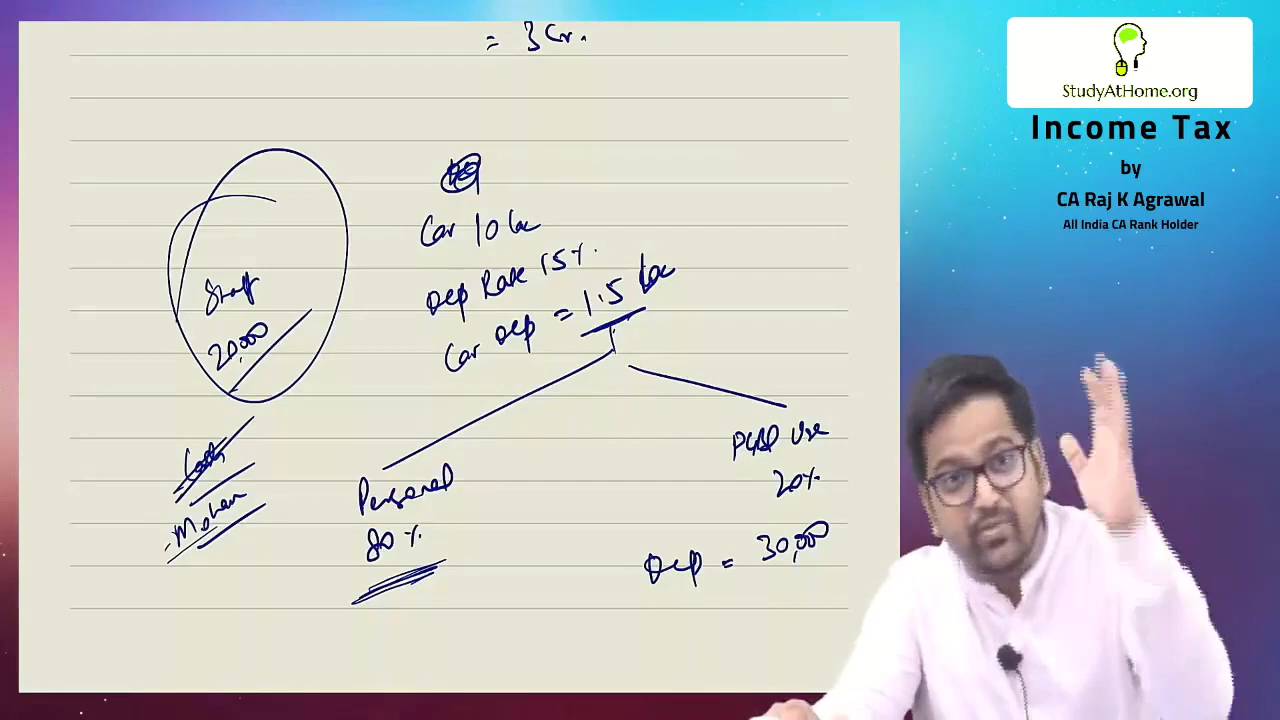 = 3 Cr.
Car 10 lac
Dep Rate 15%.
Car Dep = 1.5 lac
Staff
20,000
Cash
Mohan
Personal
80%
PGBP Use
20%
Dep = 30,000
StudyAtHome.org
Income Tax
by
CA Raj K Agrawal
All India CA Rank Holder